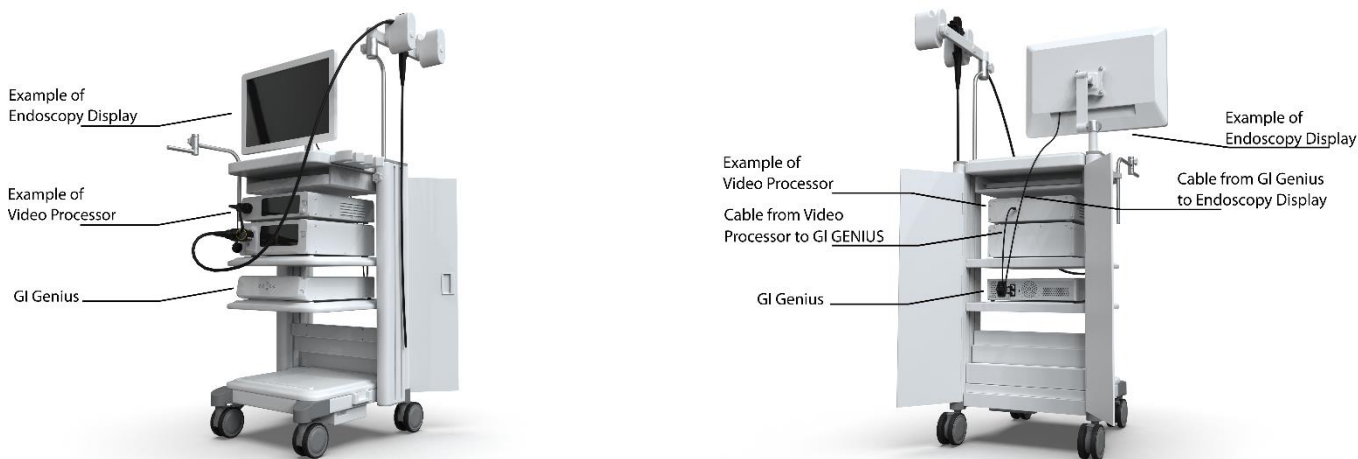 Example of
Endoscopy Display
Example of
Video Processor
GI Genius
Example of
Endoscopy Display
Example of
Video Processor
Cable from GI Genius
to Endoscopy Display
Cable from Video
Processor to GI GENIUS
GI Genius